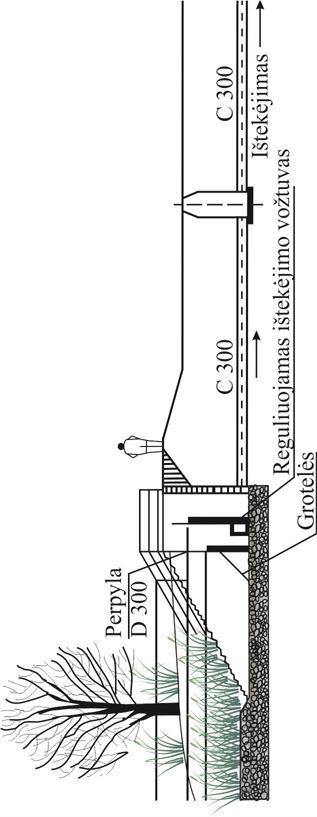 Perpyla
D 300
C 300
C 300
Ištekėjimas
Reguliuojamas ištekėjimo vožtuvas
Grotelės